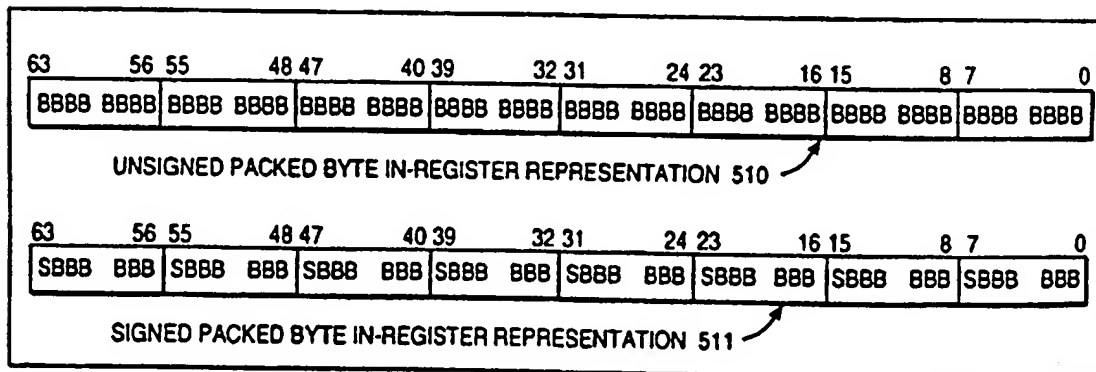 63 56 55 48 47 40 39 32 31 24 23 16 15 8 7 0
BBBB BBBB BBBB BBBB BBBB BBBB BBBB BBBB BBBB BBBB BBBB BBBB BBBB BBBB BBBB BBBB
UNSIGNED PACKED BYTE IN-REGISTER REPRESENTATION 510
63 56 55 48 47 40 39 32 31 24 23 16 15 8 7 0
SBBB BBB SBBB BBB SBBB BBB SBBB BBB SBBB BBB SBBB BBB SBBB BBB SBBB BBB
SIGNED PACKED BYTE IN-REGISTER REPRESENTATION 511